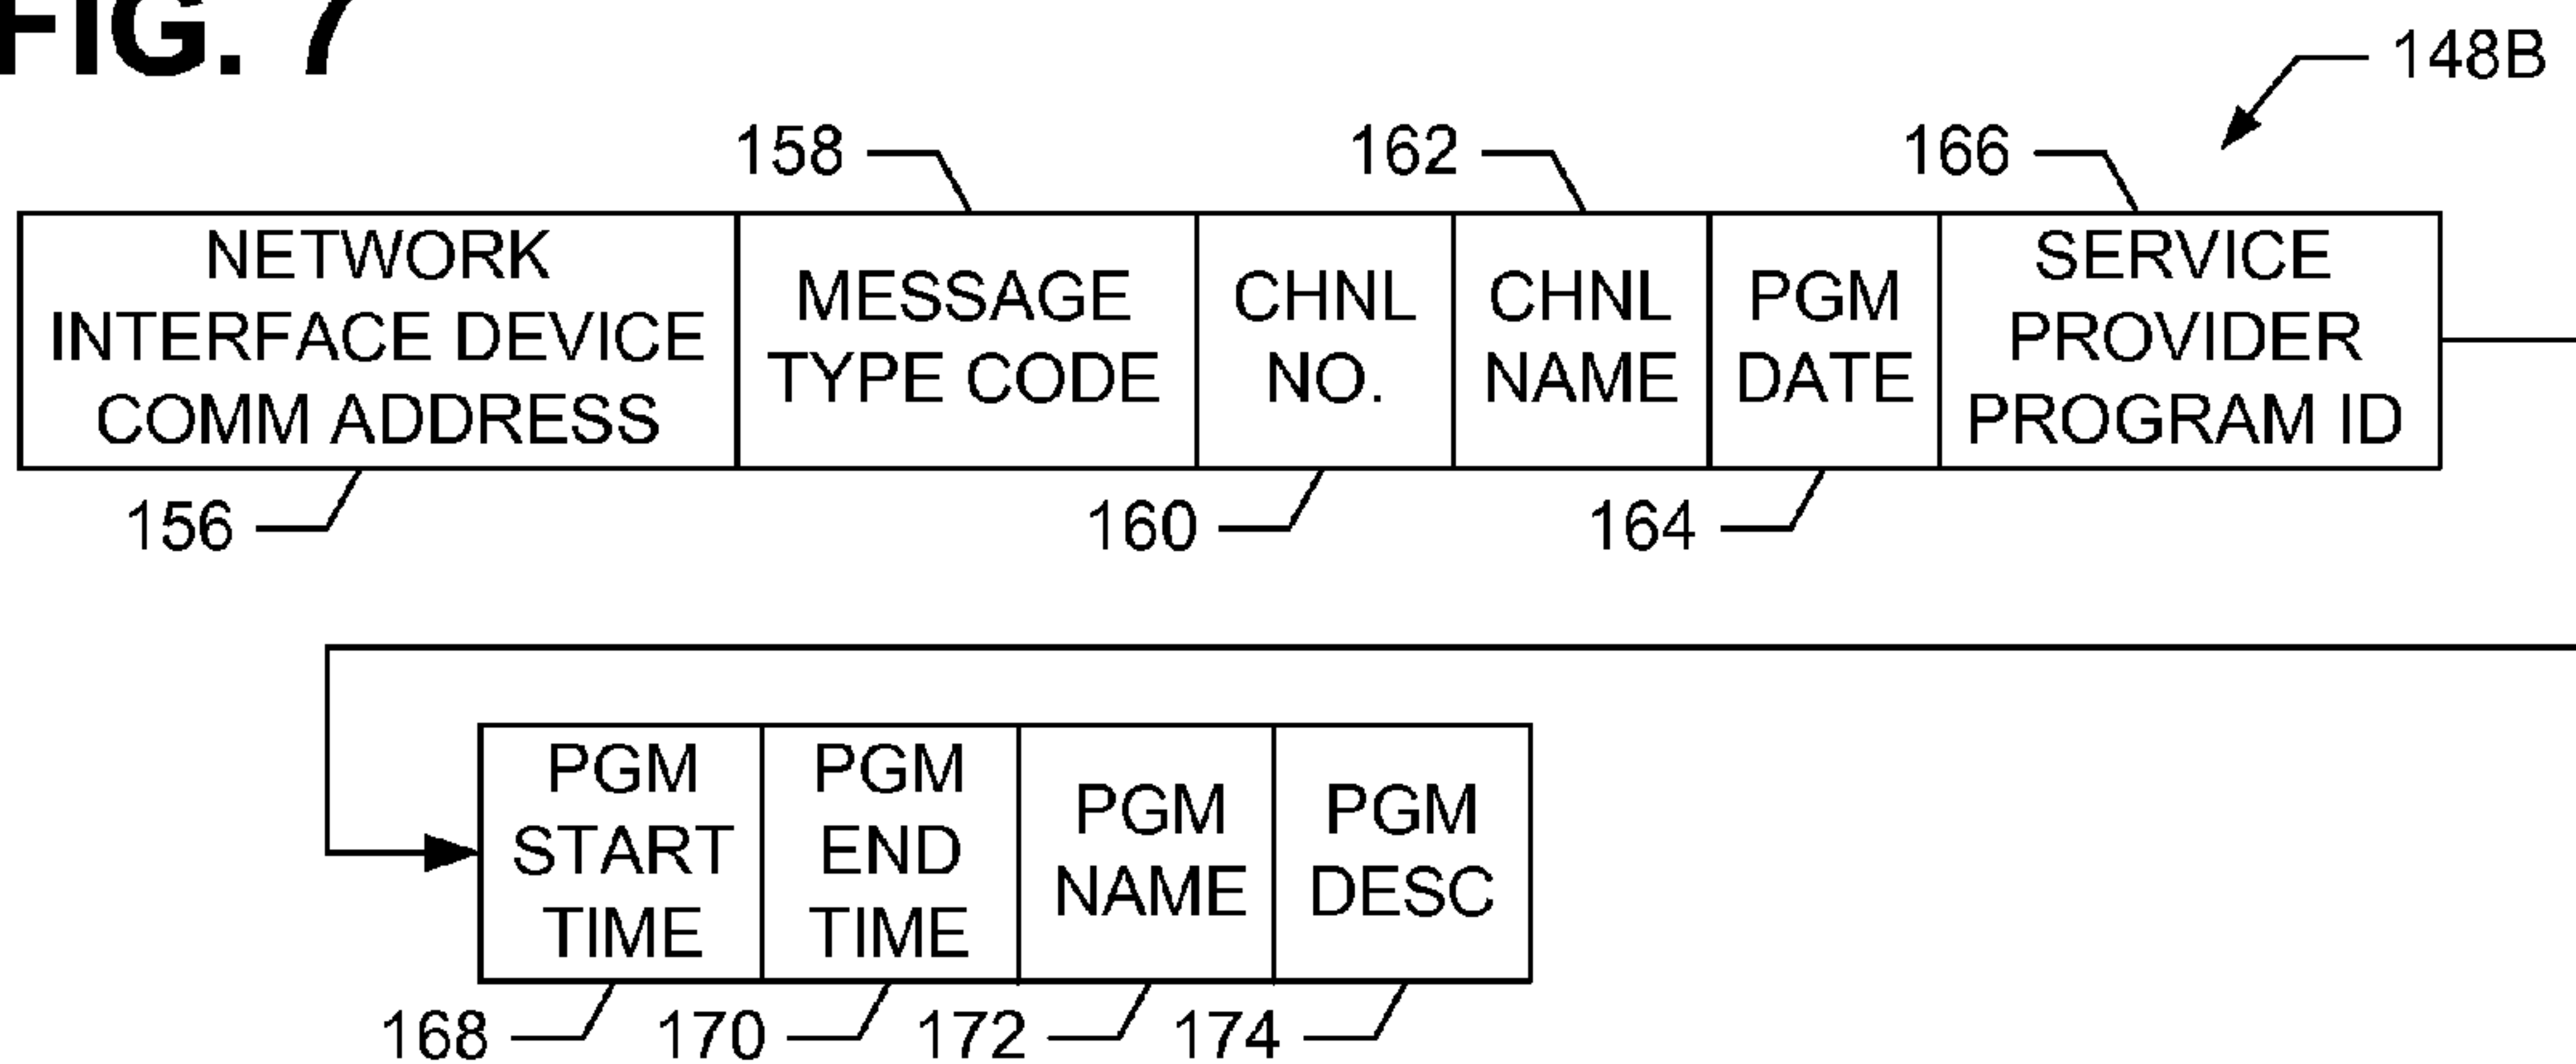 FIG. 7
148B
158
162
166
NETWORK
INTERFACE DEVICE
COMM ADDRESS
MESSAGE
TYPE CODE
CHNL
NO.
CHNL
NAME
PGM
DATE
SERVICE
PROVIDER
PROGRAM ID
156
160
164
PGM
START
TIME
PGM
END
TIME
PGM
NAME
PGM
DESC
168
170
172
174